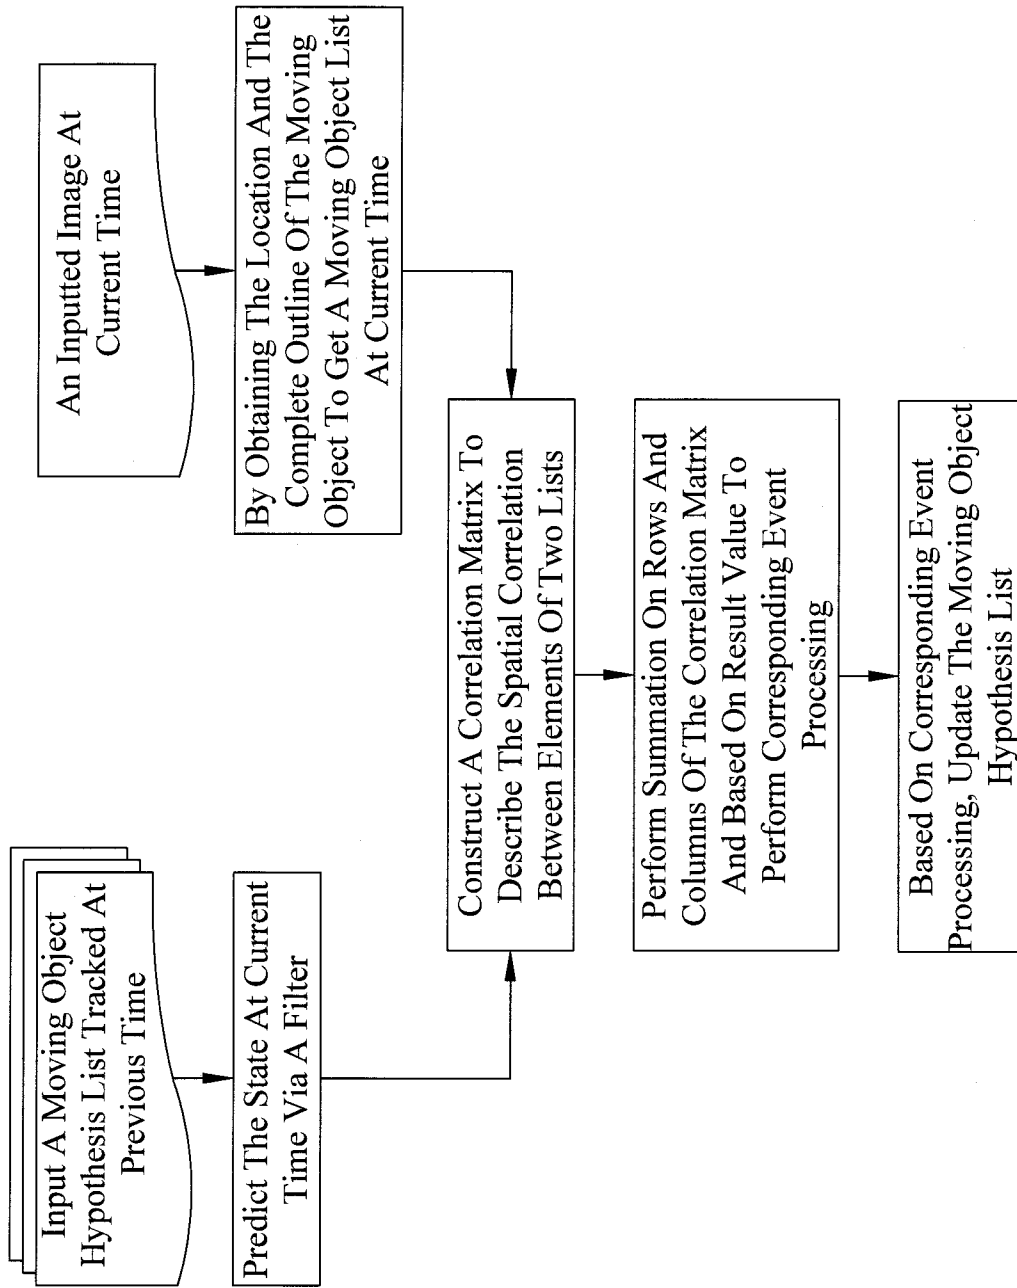 Input A Moving Object
Hypothesis List Tracked At
Previous Time
Predict The State At Current
Time Via A Filter
An Inputted Image At
Current Time
By Obtaining The Location And The
Complete Outline Of The Moving
Object To Get A Moving Object List
At Current Time
Construct A Correlation Matrix To
Describe The Spatial Correlation
Between Elements Of Two Lists
Perform Summation On Rows And
Columns Of The Correlation Matrix
And Based On Result Value To
Perform Corresponding Event
Processing
Based On Corresponding Event
Processing, Update The Moving Object
Hypothesis List